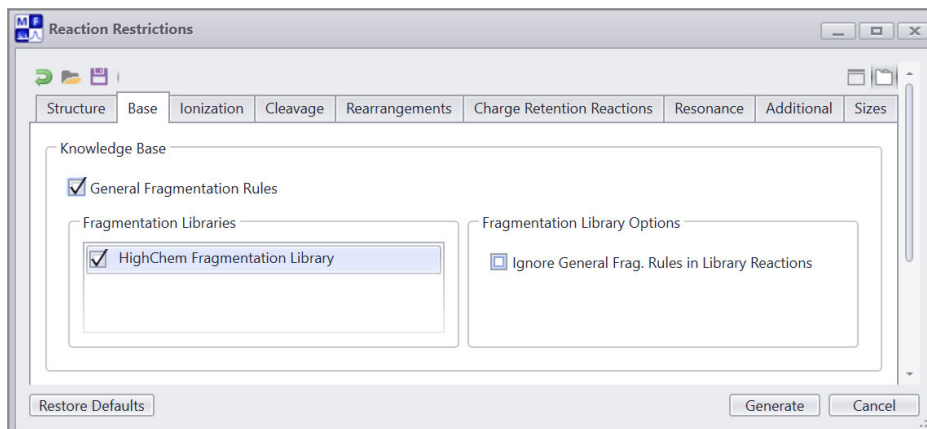 M F
Reaction Restrictions
Structure Base Ionization Cleavage Rearrangements Charge Retention Reactions Resonance Additional Sizes
Knowledge Base
General Fragmentation Rules
Fragmentation Libraries
HighChem Fragmentation Library
Fragmentation Library Options
Ignore General Frag. Rules in Library Reactions
Restore Defaults
Generate
Cancel